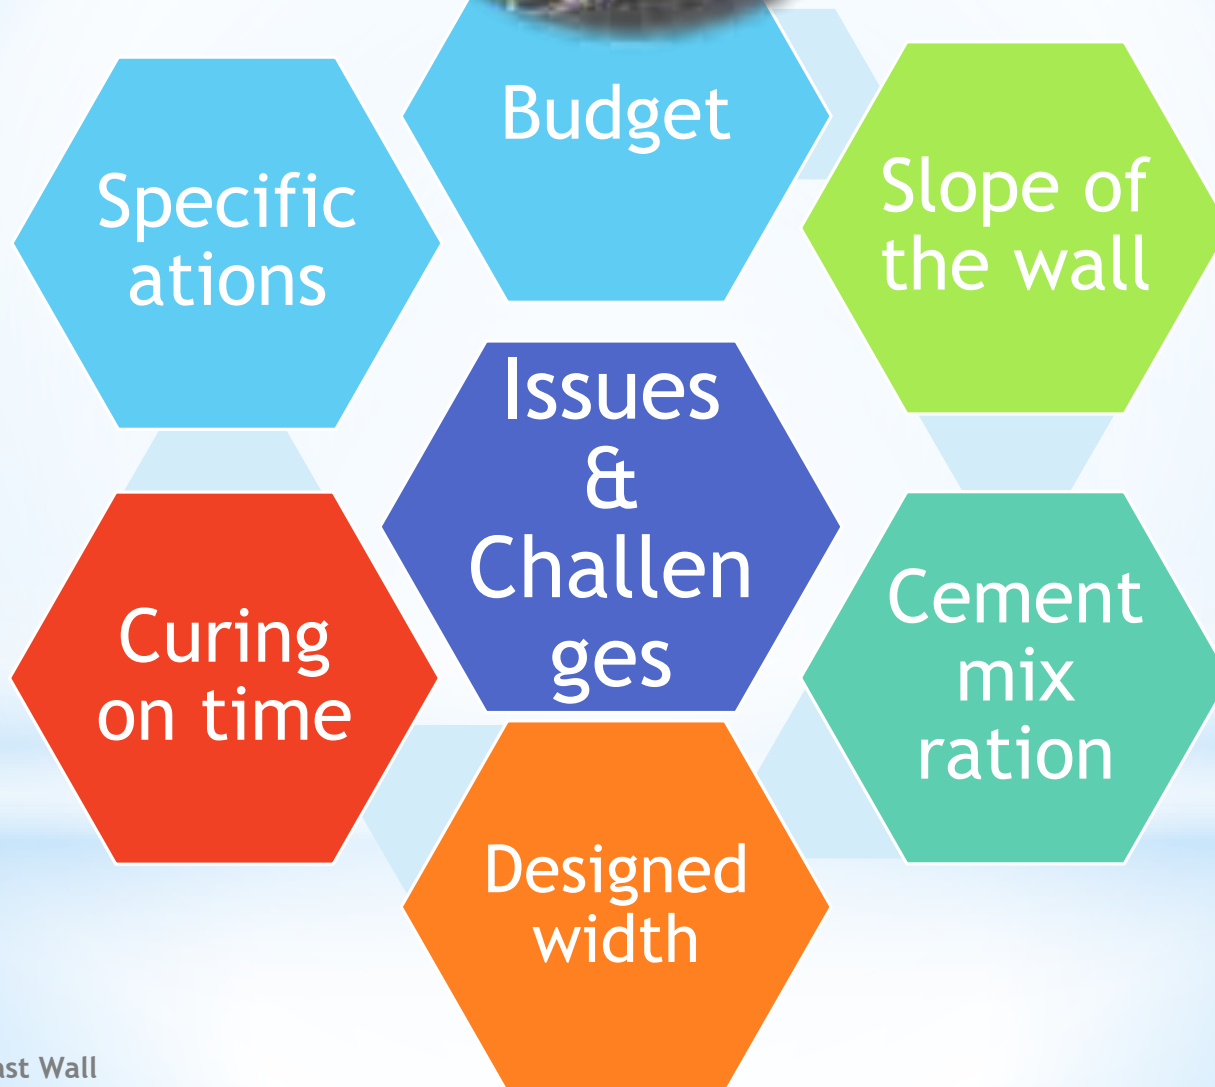 Budget
Specific
ations
Slope of
the wall
Issues
&
Challen
ges
Curing
on time
Cement
mix
ration
Designed
width
Wall